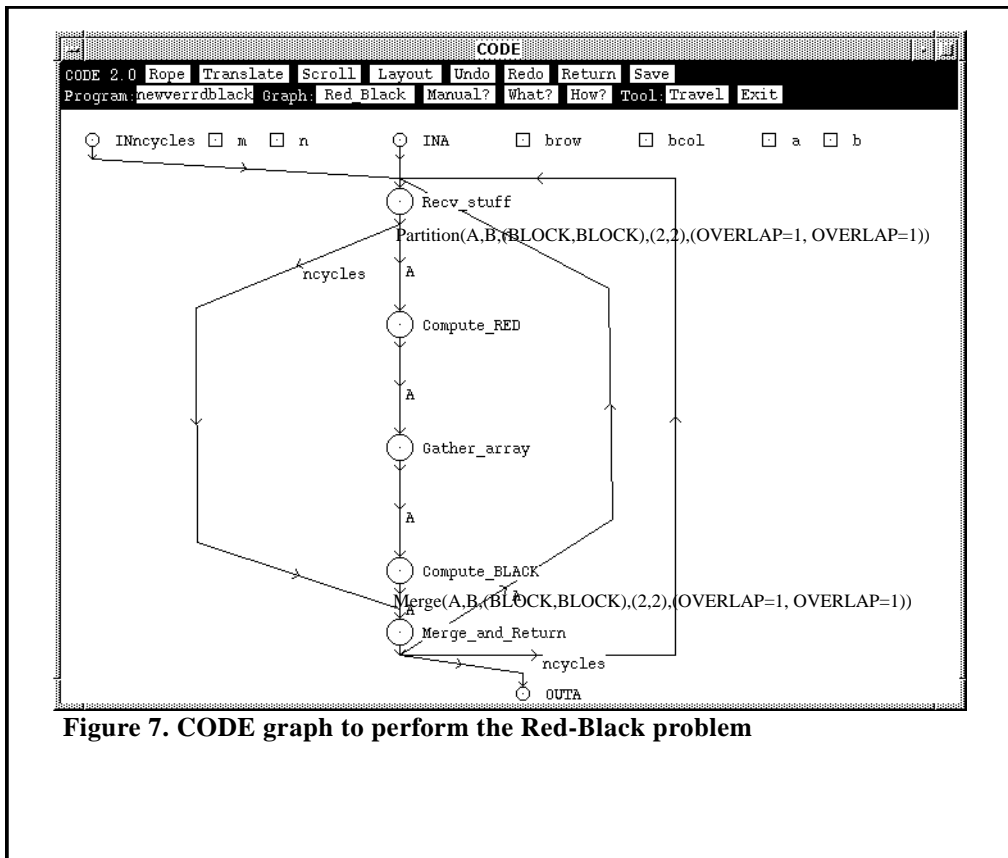 CODE
CODE 2.0 Rope Translate Scroll Layout Undo Redo Return Save
Program: newverrdblack Graph: Red_Black Manual? What? How? Tool: Travel Exit
INncycles m n INA brow bcol a b
Recv_stuff
Partition(A,B,(BLOCK,BLOCK),(2,2),(OVERLAP=1, OVERLAP=1))
ncycles A
Compute_RED
A
Gather_array
A
Compute_BLACK
A
Merge(A,B,(BLOCK,BLOCK),(2,2),(OVERLAP=1, OVERLAP=1))
A
Merge_and_Return
ncycles
OUTA
Figure 7. CODE graph to perform the Red-Black problem